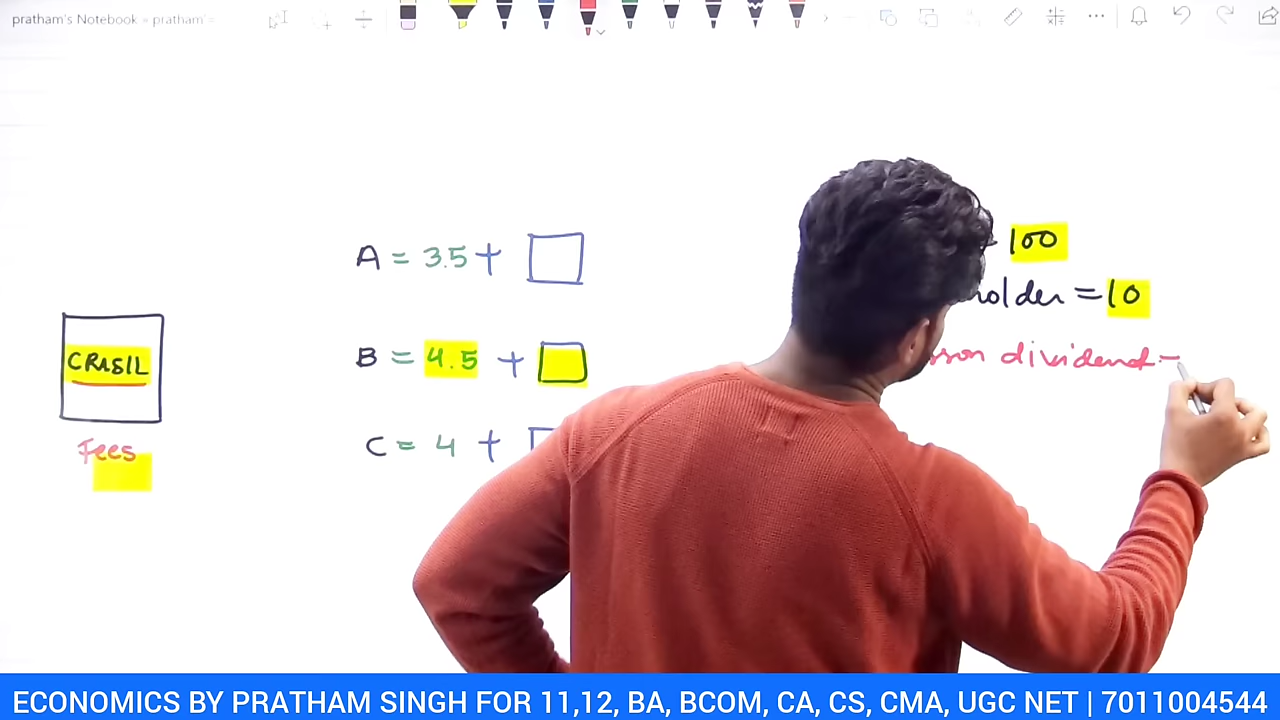 pratham's Notebook = pratham =
100
A = 3.5 +
holder = 10
CRISIL
B = 4.5 +
dividend -
C = 4 +
Fees
ECONOMICS BY PRATHAM SINGH FOR 11,12, BA, BCOM, CA, CS, CMA, UGC NET | 7011004544